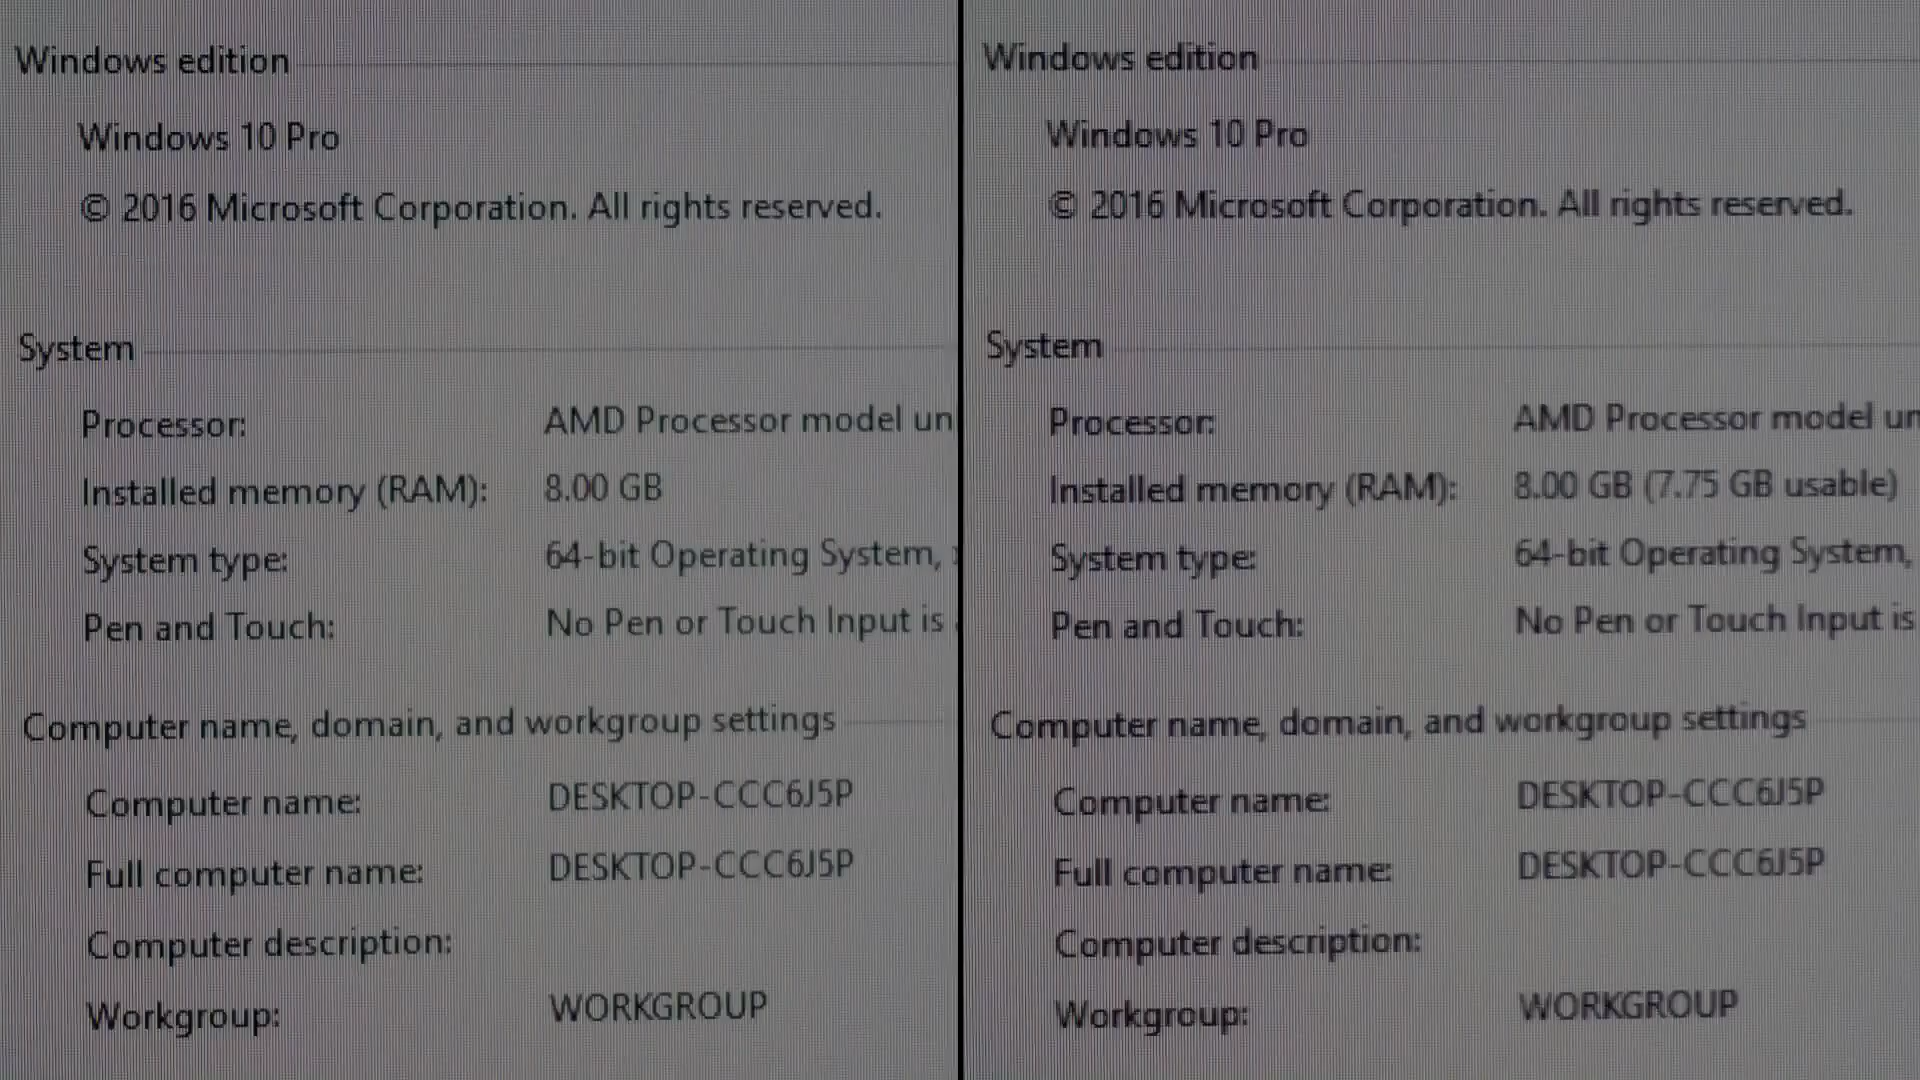 Windows edition
Windows 10 Pro
© 2016 Microsoft Corporation. All rights reserved.
System
Processor: AMD Processor model un
Installed memory (RAM): 8.00 GB
System type: 64-bit Operating System,
Pen and Touch: No Pen or Touch Input is
Computer name, domain, and workgroup settings
Computer name: DESKTOP-CCC6J5P
Full computer name: DESKTOP-CCC6J5P
Computer description:
Workgroup: WORKGROUP
Windows edition
Windows 10 Pro
© 2016 Microsoft Corporation. All rights reserved.
System
Processor: AMD Processor model un
Installed memory (RAM): 8.00 GB (7.75 GB usable)
System type: 64-bit Operating System,
Pen and Touch: No Pen or Touch Input is
Computer name, domain, and workgroup settings
Computer name: DESKTOP-CCC6J5P
Full computer name: DESKTOP-CCC6J5P
Computer description:
Workgroup: WORKGROUP